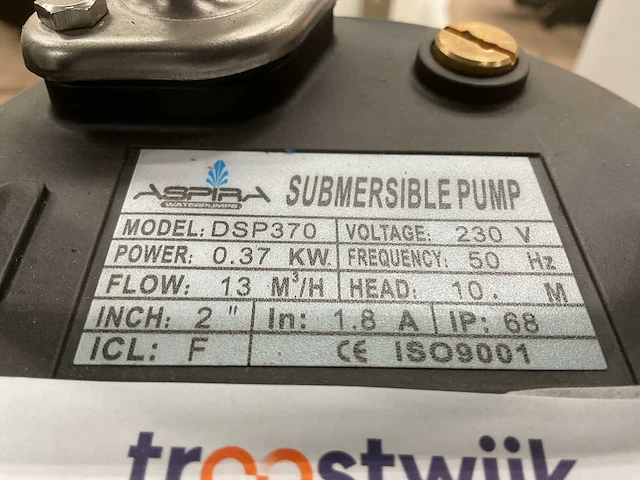 ASPIRA SUBMERSIBLE PUMP
WATERPUMPS
MODEL: DSP370 VOLTAGE: 230 V
POWER: 0.37 KW. FREQUENCY: 50 Hz
FLOW: 13 M³/H HEAD: 10. M
INCH: 2 " In: 1.8 A IP: 68
ICL: F CE ISO9001
troostwijk